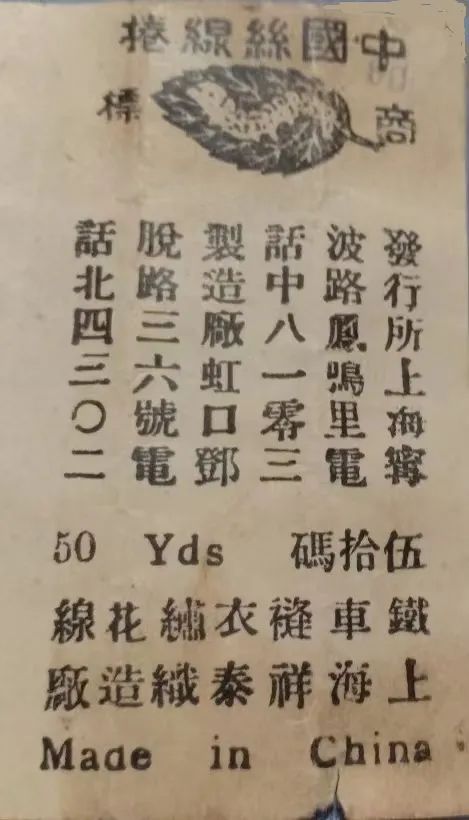 中國絲線捲
商標
發行所上海寗
波路鳳鳴里電
話中八一零三
製造廠虹口鄧
脫路三六號電
話北四三〇二
伍拾碼 50 Yds
鐵車縫衣繡花線
上海祥泰織造廠
Made in China